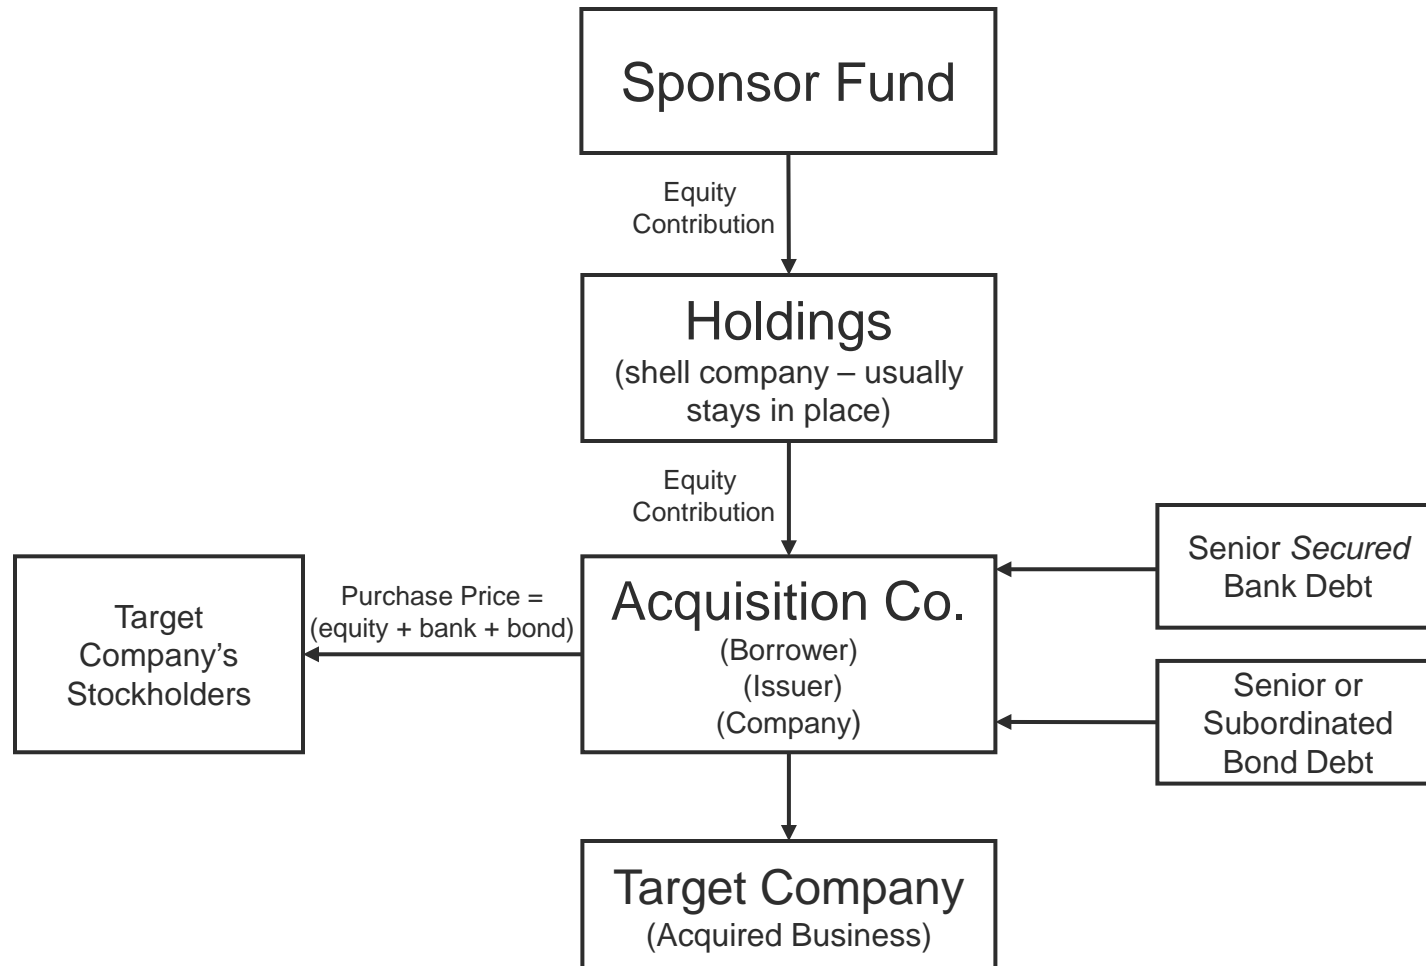 Sponsor Fund
Equity
Contribution
Holdings
(shell company – usually
stays in place)
Equity
Contribution
Senior Secured
Bank Debt
Purchase Price =
(equity + bank + bond)
Target
Company’s
Stockholders
Acquisition Co.
(Borrower)
(Issuer)
(Company)
Senior or
Subordinated
Bond Debt
Target Company
(Acquired Business)